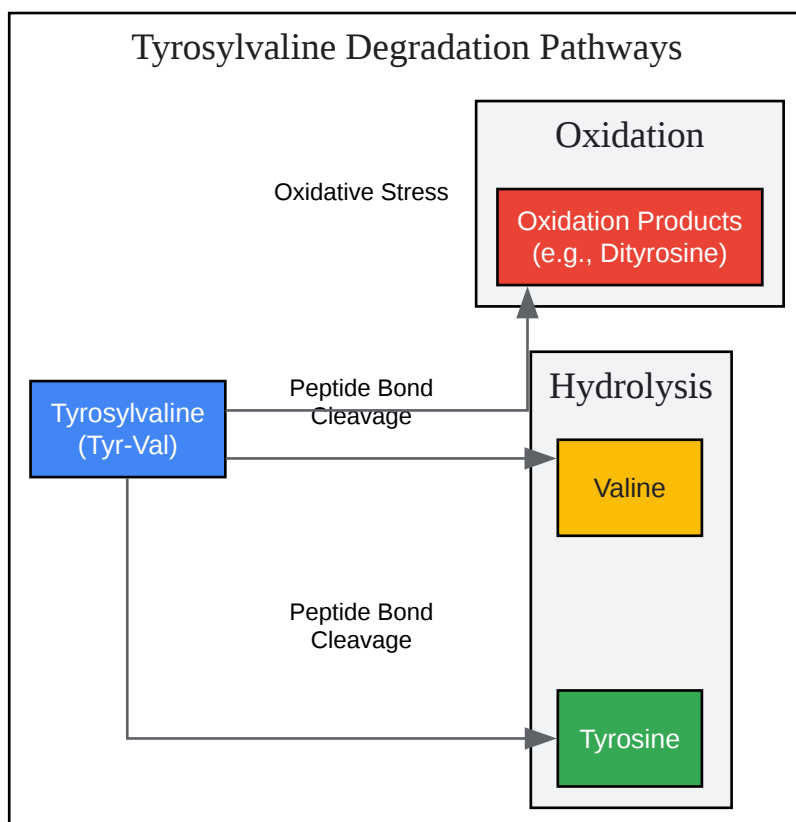 Tyrosylvaline Degradation Pathways
Oxidation
Oxidative Stress
Oxidation Products
(e.g., Dityrosine)
Peptide Bond
Cleavage
Hydrolysis
Tyrosylvaline
(Tyr-Val)
Valine
Peptide Bond
Cleavage
Tyrosine